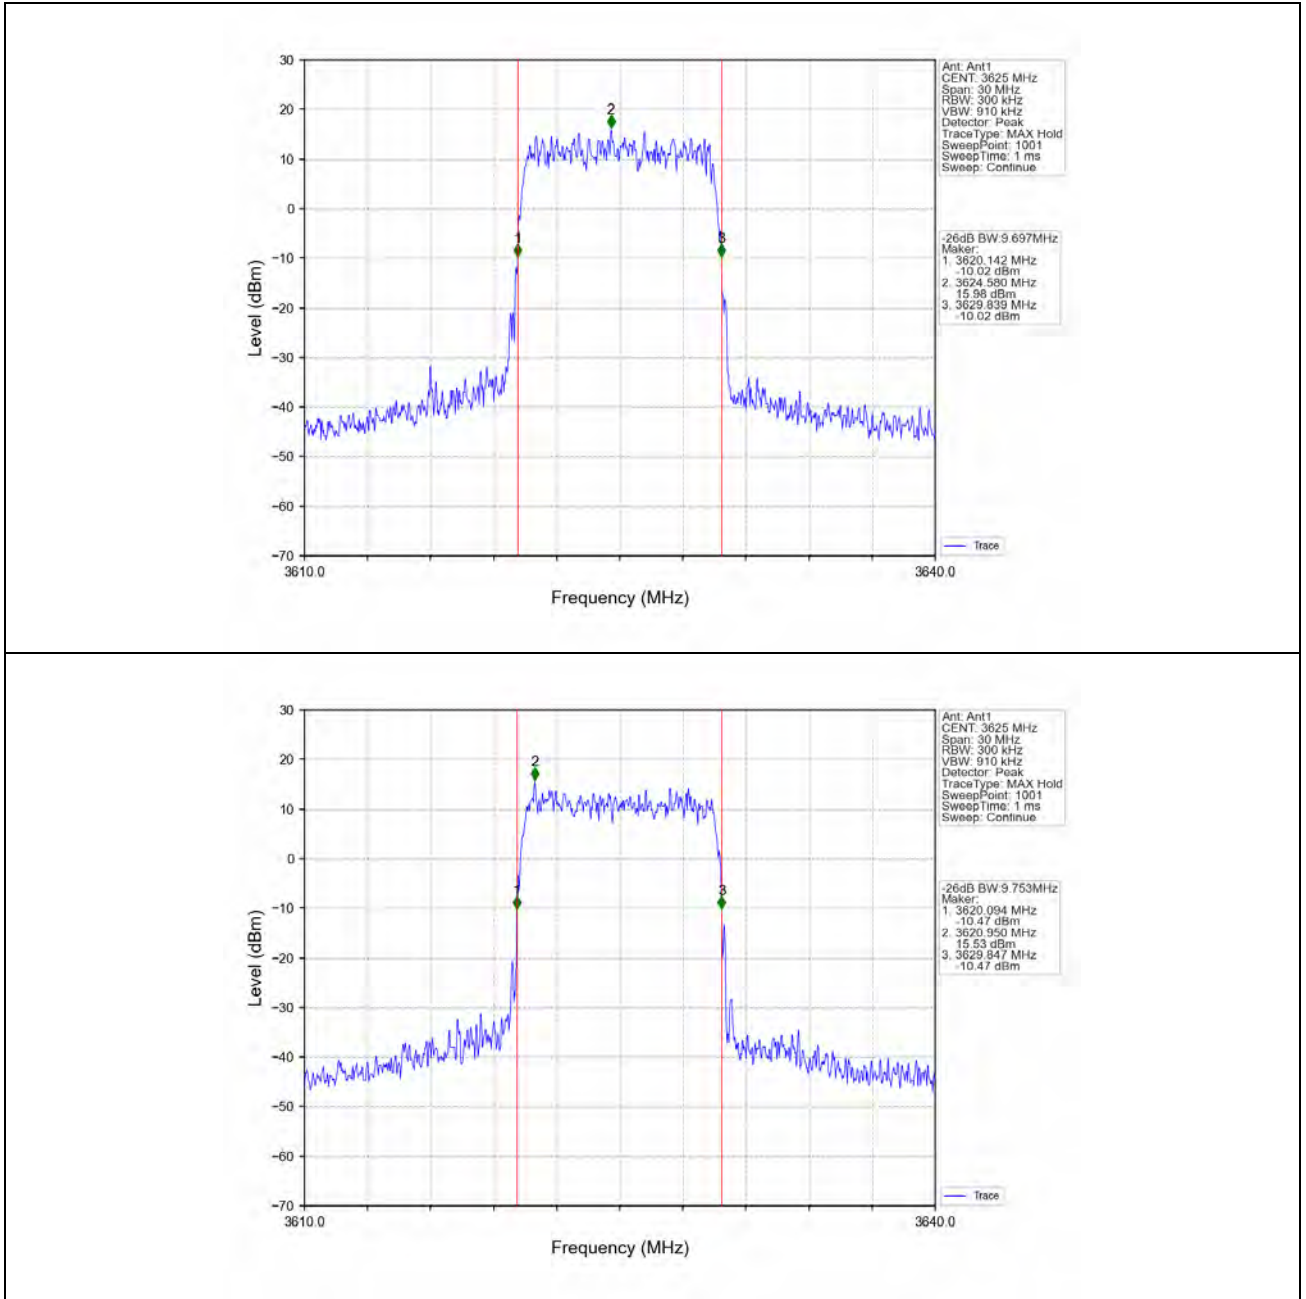 30
20
10
0
−10
−20
−30
−40
−50
−60
−70
Level (dBm)
3610.0
3640.0
Frequency (MHz)
1
2
3
Ant: Ant1
CENT: 3625 MHz
Span: 30 MHz
RBW: 300 kHz
VBW: 910 kHz
Detector: Peak
TraceType: MAX Hold
SweepPoint: 1001
SweepTime: 1 ms
Sweep: Continue
-26dB BW:9.697MHz
Maker:
1. 3620.142 MHz
-10.02 dBm
2. 3624.580 MHz
15.98 dBm
3. 3629.839 MHz
-10.02 dBm
Trace
30
20
10
0
−10
−20
−30
−40
−50
−60
−70
Level (dBm)
3610.0
3640.0
Frequency (MHz)
1
2
3
Ant: Ant1
CENT: 3625 MHz
Span: 30 MHz
RBW: 300 kHz
VBW: 910 kHz
Detector: Peak
TraceType: MAX Hold
SweepPoint: 1001
SweepTime: 1 ms
Sweep: Continue
-26dB BW:9.753MHz
Maker:
1. 3620.094 MHz
-10.47 dBm
2. 3620.950 MHz
15.53 dBm
3. 3629.847 MHz
-10.47 dBm
Trace